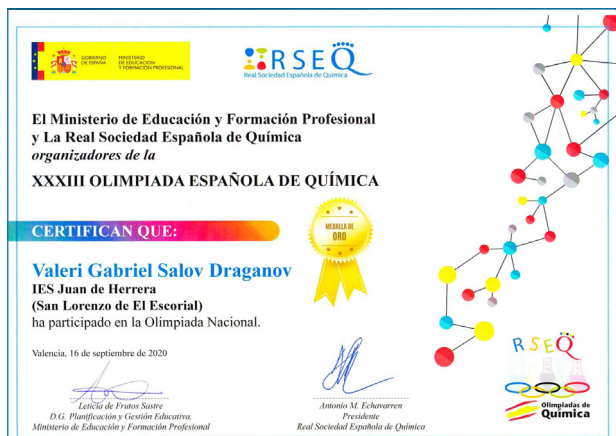 GOBIERNO
DE ESPAÑA
MINISTERIO
DE EDUCACIÓN
Y FORMACIÓN PROFESIONAL
RSEQ
Real Sociedad Española de Química
El Ministerio de Educación y Formación Profesional
y La Real Sociedad Española de Química
organizadores de la
XXXIII OLIMPIADA ESPAÑOLA DE QUÍMICA
CERTIFICAN QUE:
MEDALLA DE
ORO
Valeri Gabriel Salov Draganov
IES Juan de Herrera
(San Lorenzo de El Escorial)
ha participado en la Olimpiada Nacional.
Valencia, 16 de septiembre de 2020
Leticia de Frutos Sastre
D.G. Planificación y Gestión Educativa.
Ministerio de Educación y Formación Profesional
Antonio M. Echavarren
Presidente
Real Sociedad Española de Química
RSEQ
Olimpiadas de
Química